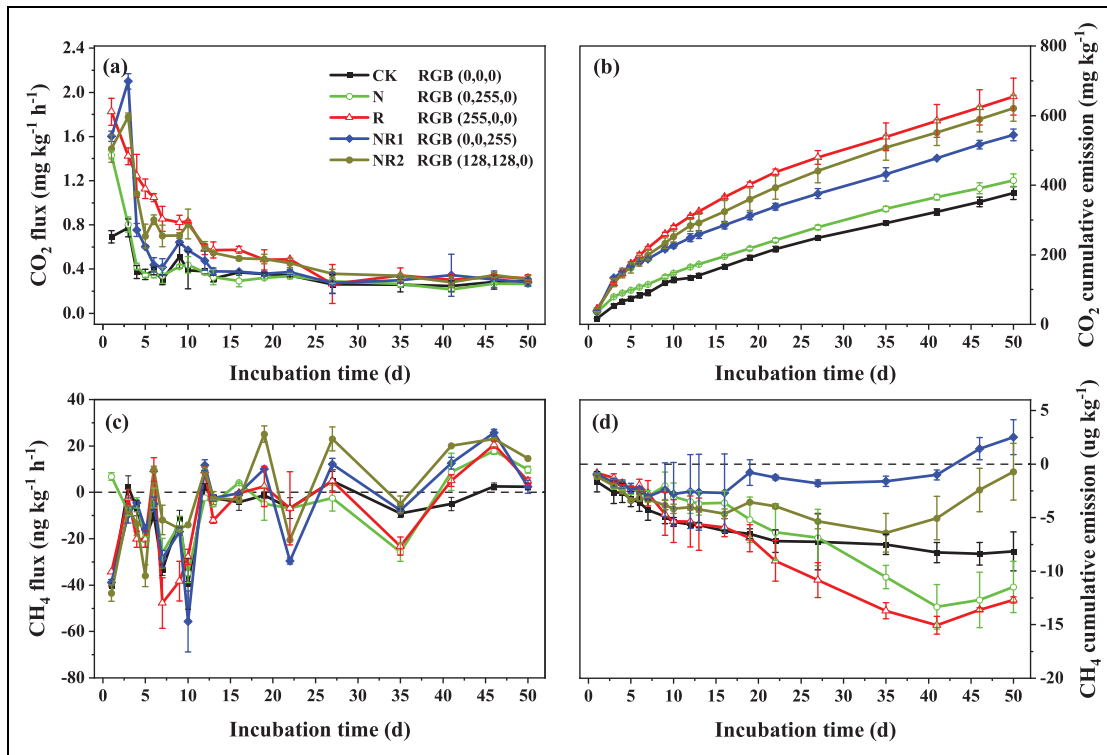 (a)
CK RGB (0,0,0)
N RGB (0,255,0)
R RGB (255,0,0)
NR1 RGB (0,0,255)
NR2 RGB (128,128,0)
2.4
2.0
1.6
1.2
0.8
0.4
0.0
CO₂ flux (mg kg⁻¹ h⁻¹)
0 5 10 15 20 25 30 35 40 45 50
Incubation time (d)
(b)
800
600
400
200
0
CO₂ cumulative emission (mg kg⁻¹)
0 5 10 15 20 25 30 35 40 45 50
Incubation time (d)
(c)
40
20
0
-20
-40
-60
-80
CH₄ flux (ng kg⁻¹ h⁻¹)
0 5 10 15 20 25 30 35 40 45 50
Incubation time (d)
(d)
5
0
-5
-10
-15
-20
CH₄ cumulative emission (ug kg⁻¹)
0 5 10 15 20 25 30 35 40 45 50
Incubation time (d)